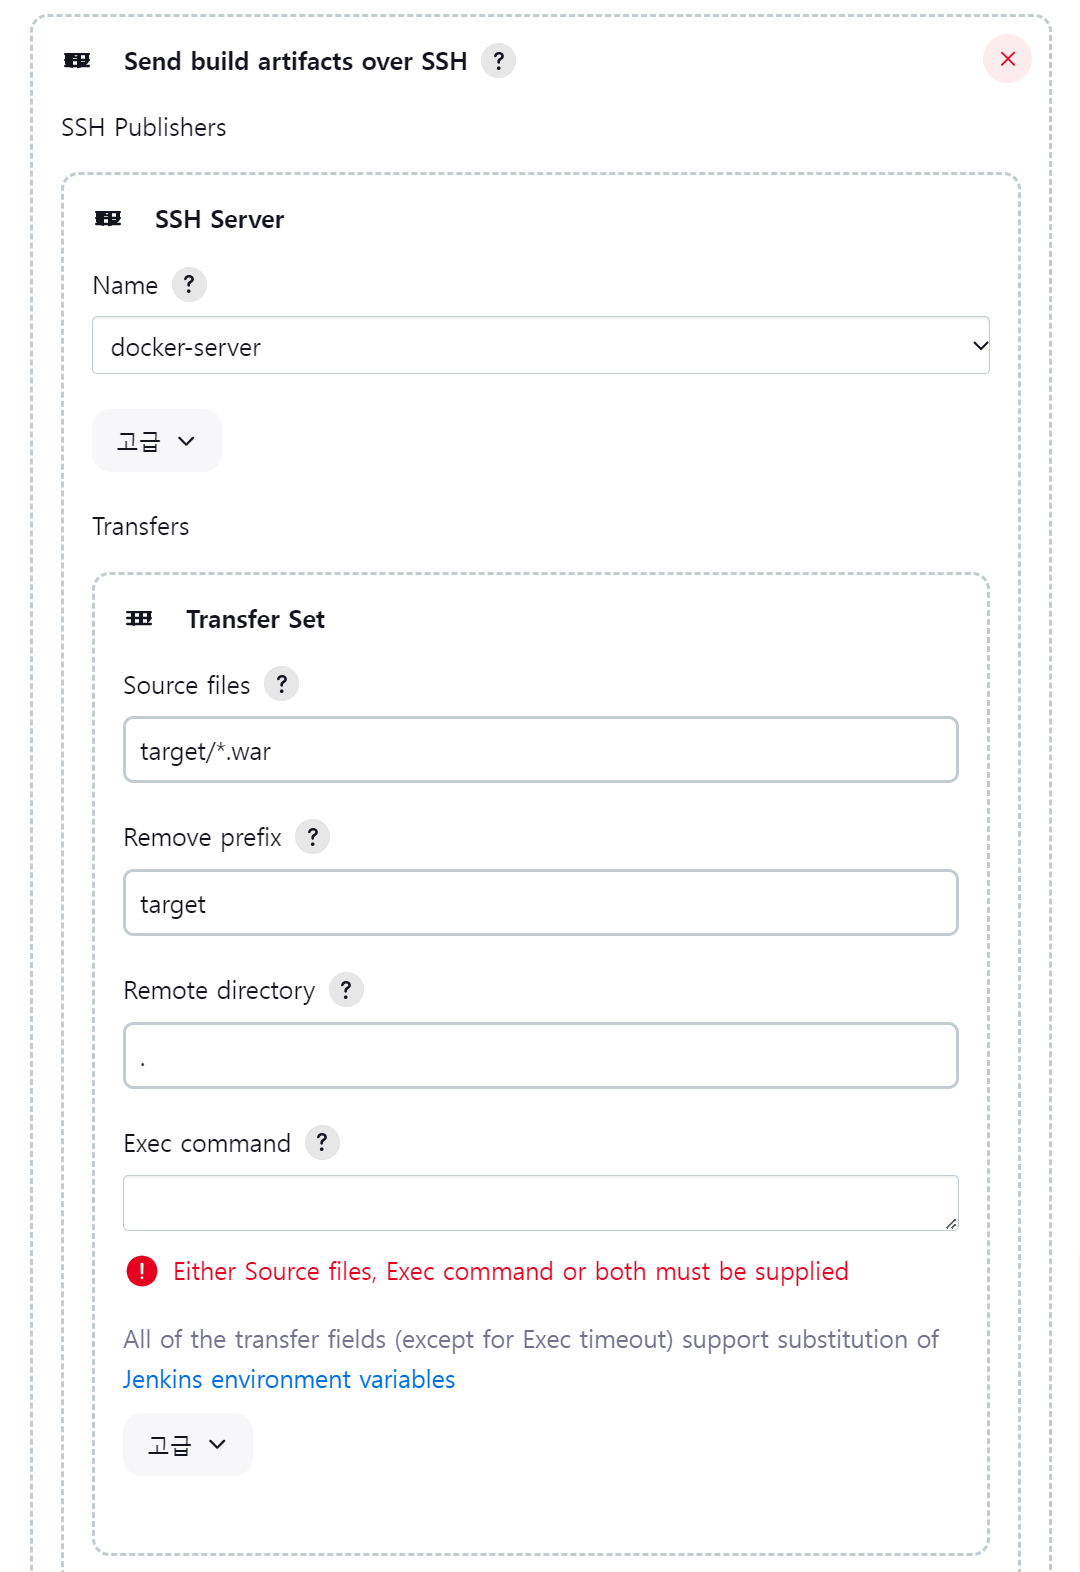 Send build artifacts over SSH ?
SSH Publishers
SSH Server
Name ?
docker-server
고급
Transfers
Transfer Set
Source files ?
target/*.war
Remove prefix ?
target
Remote directory ?
.
Exec command ?
Either Source files, Exec command or both must be supplied
All of the transfer fields (except for Exec timeout) support substitution of
Jenkins environment variables
고급